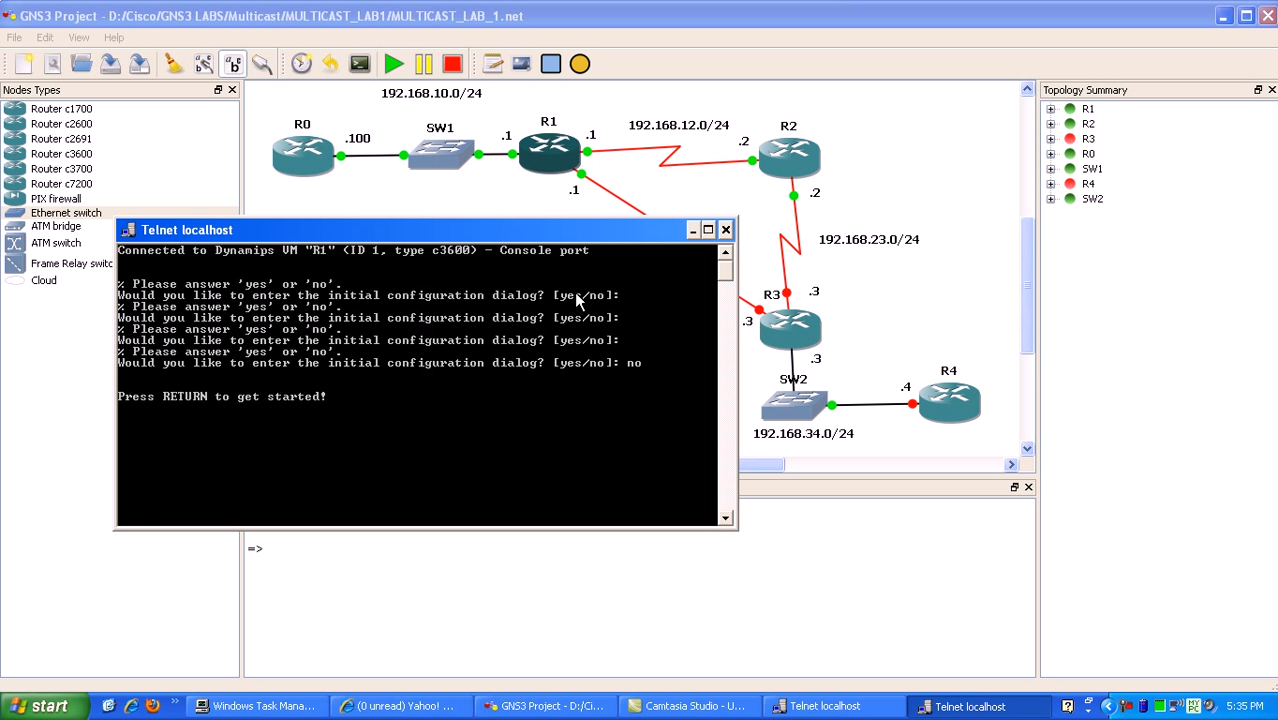 GNS3 Project - D:/Cisco/GNS3 LABS/Multicast/MULTICAST_LAB1/MULTICAST_LAB_1.net
File Edit View Help
Nodes Types
Router c1700
Router c2600
Router c2691
Router c3600
Router c3700
Router c7200
PIX firewall
Ethernet switch
ATM bridge
ATM switch
Frame Relay switc
Cloud
192.168.10.0/24
R0
.100
SW1
.1
R1
.1
192.168.12.0/24
.2
R2
.1
.2
192.168.23.0/24
R3
.3
.3
.3
SW2
.4
R4
192.168.34.0/24
Topology Summary
R1
R2
R3
R0
SW1
R4
SW2
Telnet localhost
Connected to Dynamips VM "R1" (ID 1, type c3600) - Console port
% Please answer 'yes' or 'no'.
Would you like to enter the initial configuration dialog? [yes/no]:
% Please answer 'yes' or 'no'.
Would you like to enter the initial configuration dialog? [yes/no]:
% Please answer 'yes' or 'no'.
Would you like to enter the initial configuration dialog? [yes/no]:
% Please answer 'yes' or 'no'.
Would you like to enter the initial configuration dialog? [yes/no]: no
Press RETURN to get started!
=>
start
Windows Task Mana...
(0 unread) Yahoo! ...
GNS3 Project - D:/Ci...
Camtasia Studio - U...
Telnet localhost
Telnet localhost
5:35 PM